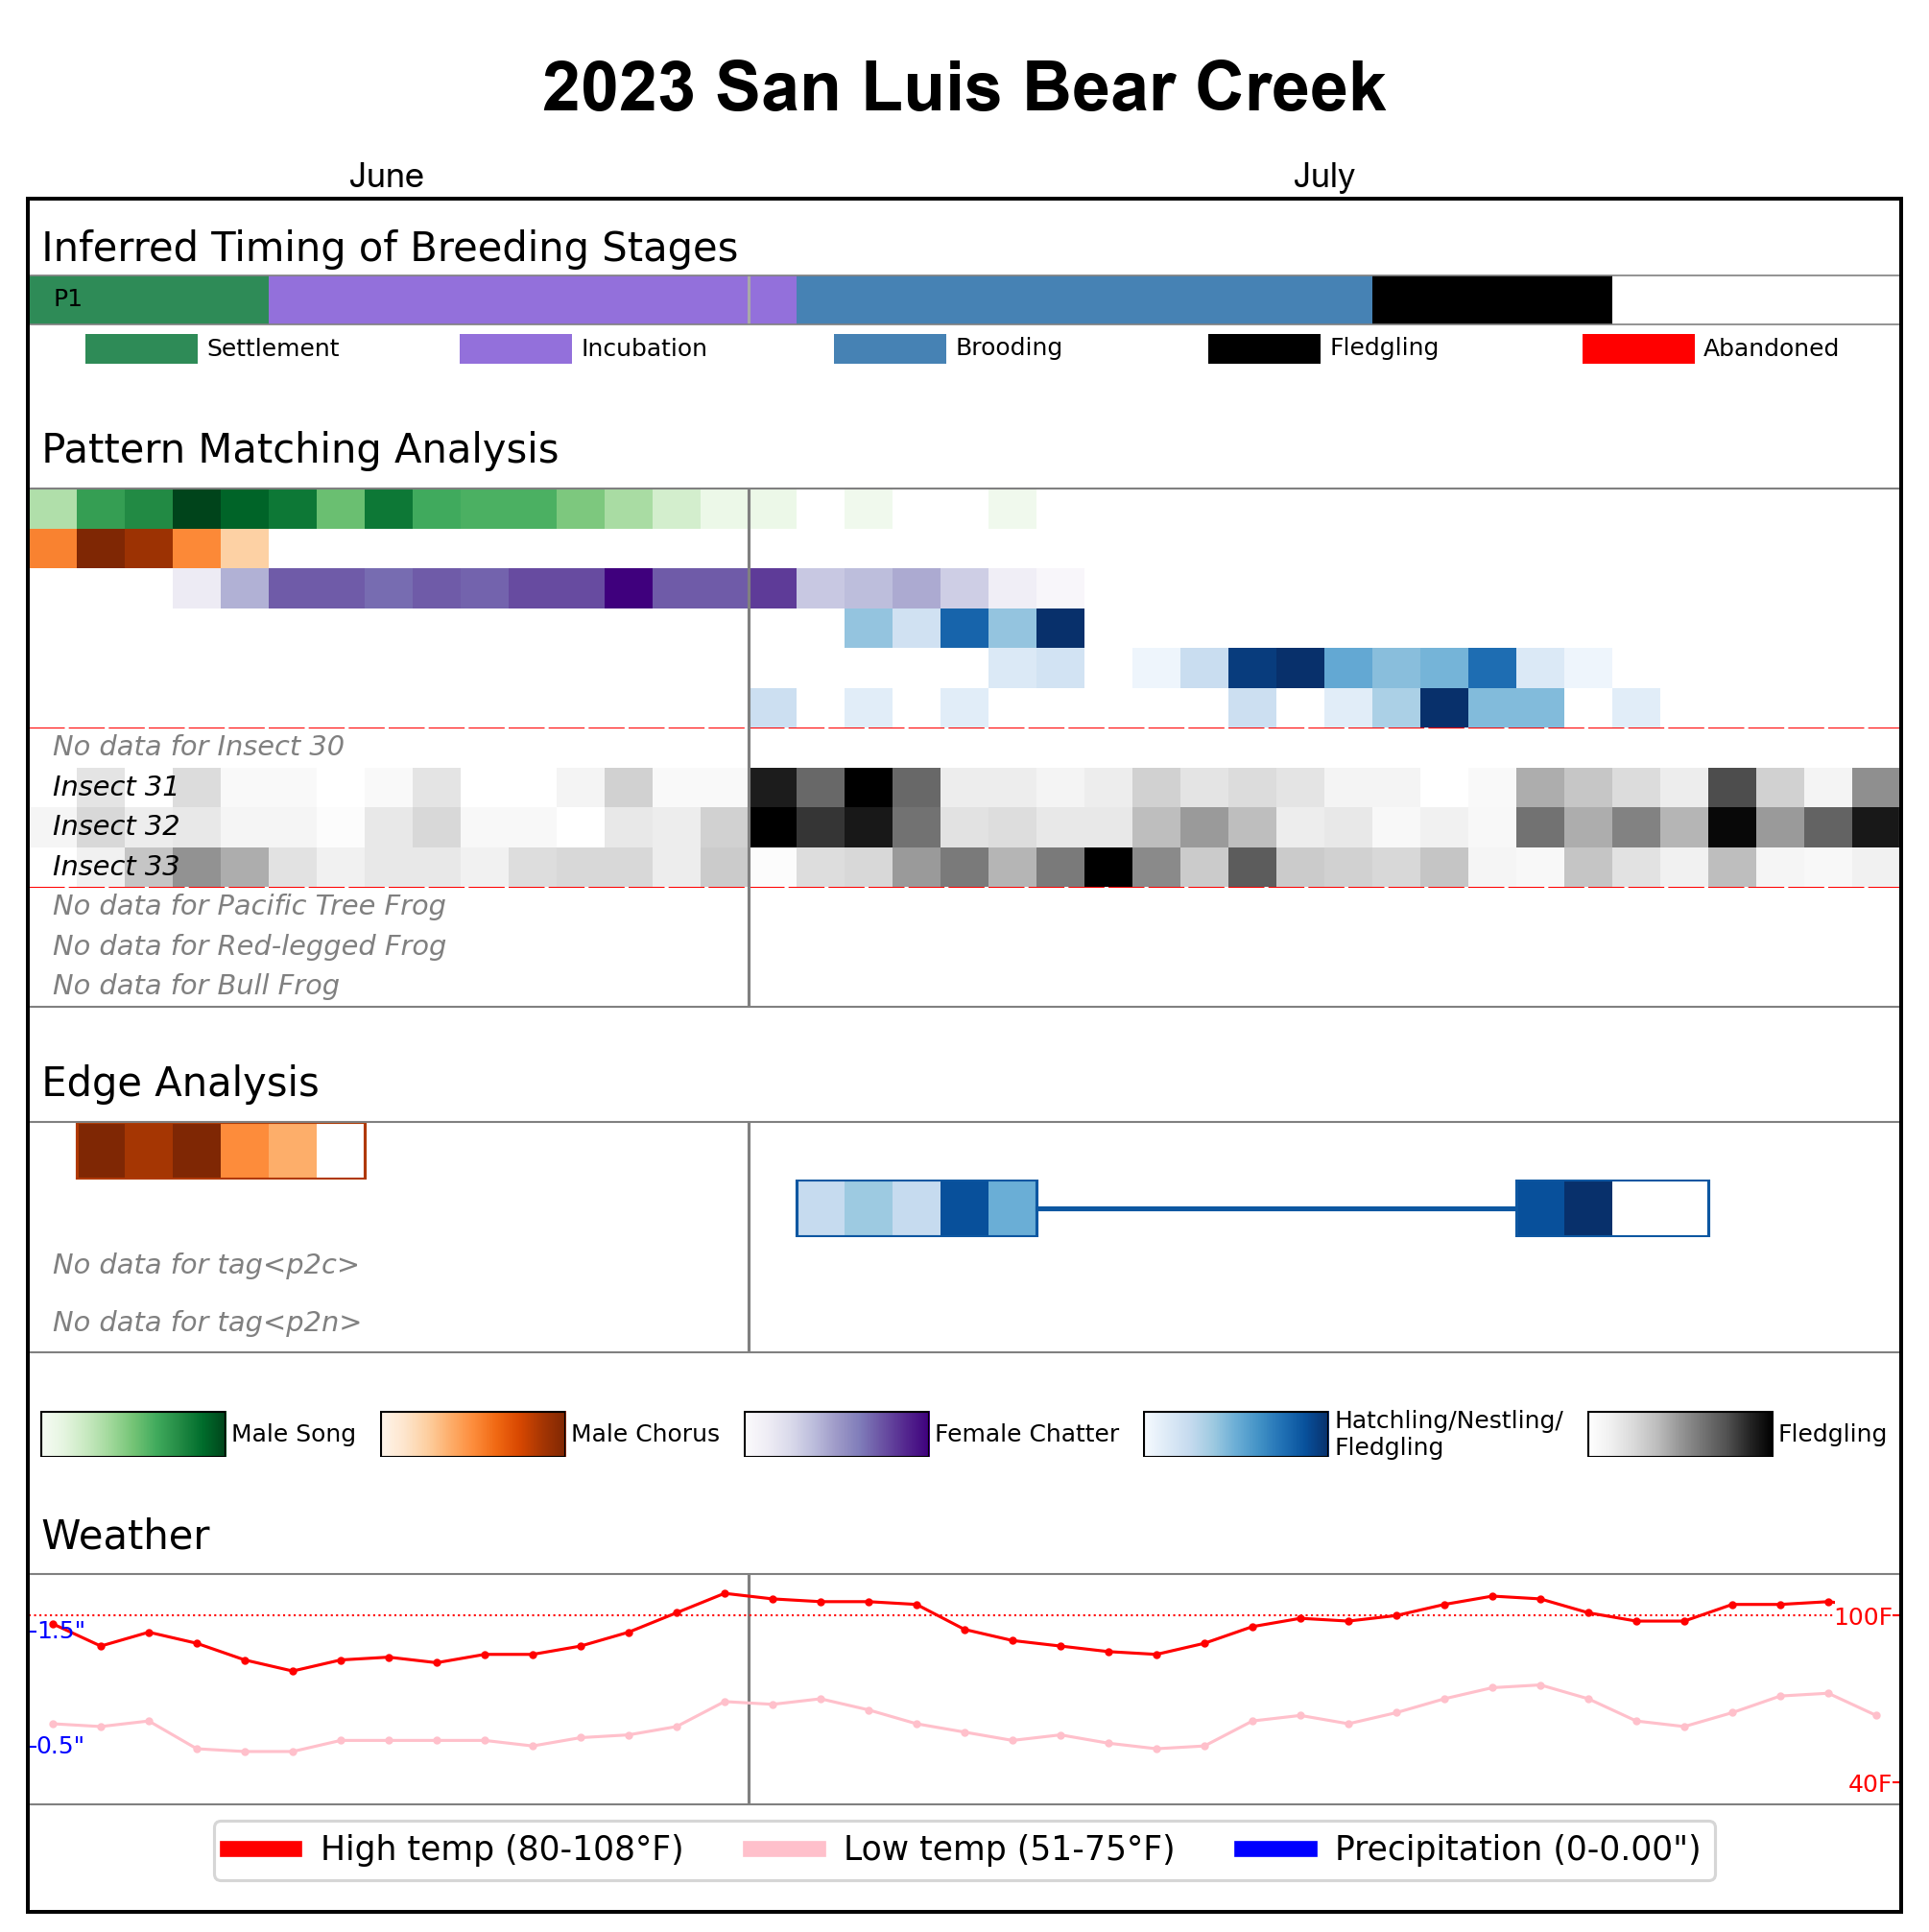 2023 San Luis Bear Creek
June July
Inferred Timing of Breeding Stages
P1
Settlement Incubation Brooding Fledgling Abandoned
Pattern Matching Analysis
No data for Insect 30
Insect 31
Insect 32
Insect 33
No data for Pacific Tree Frog
No data for Red-legged Frog
No data for Bull Frog
Edge Analysis
No data for tag<p2c>
No data for tag<p2n>
Male Song Male Chorus Female Chatter Hatchling/Nestling/
Fledgling Fledgling
Weather
1.5" 100F
0.5"
40F
High temp (80-108°F) Low temp (51-75°F) Precipitation (0-0.00")